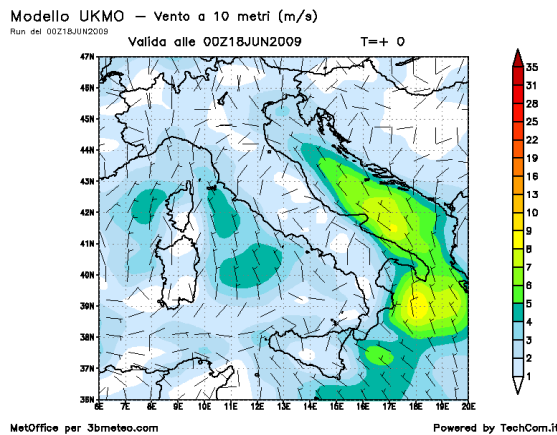 Modello UKMO – Vento a 10 metri (m/s)
Run del 00Z18JUN2009
Valida alle 00Z18JUN2009 T=+ 0
47N
46N
45N
44N
43N
42N
41N
40N
39N
38N
37N
36N
6E 7E 8E 9E 10E 11E 12E 13E 14E 15E 16E 17E 18E 19E 20E
35
31
28
25
22
19
16
13
10
9
8
7
6
5
4
3
2
1
MetOffice per 3bmeteo.com Powered by TechCom.it